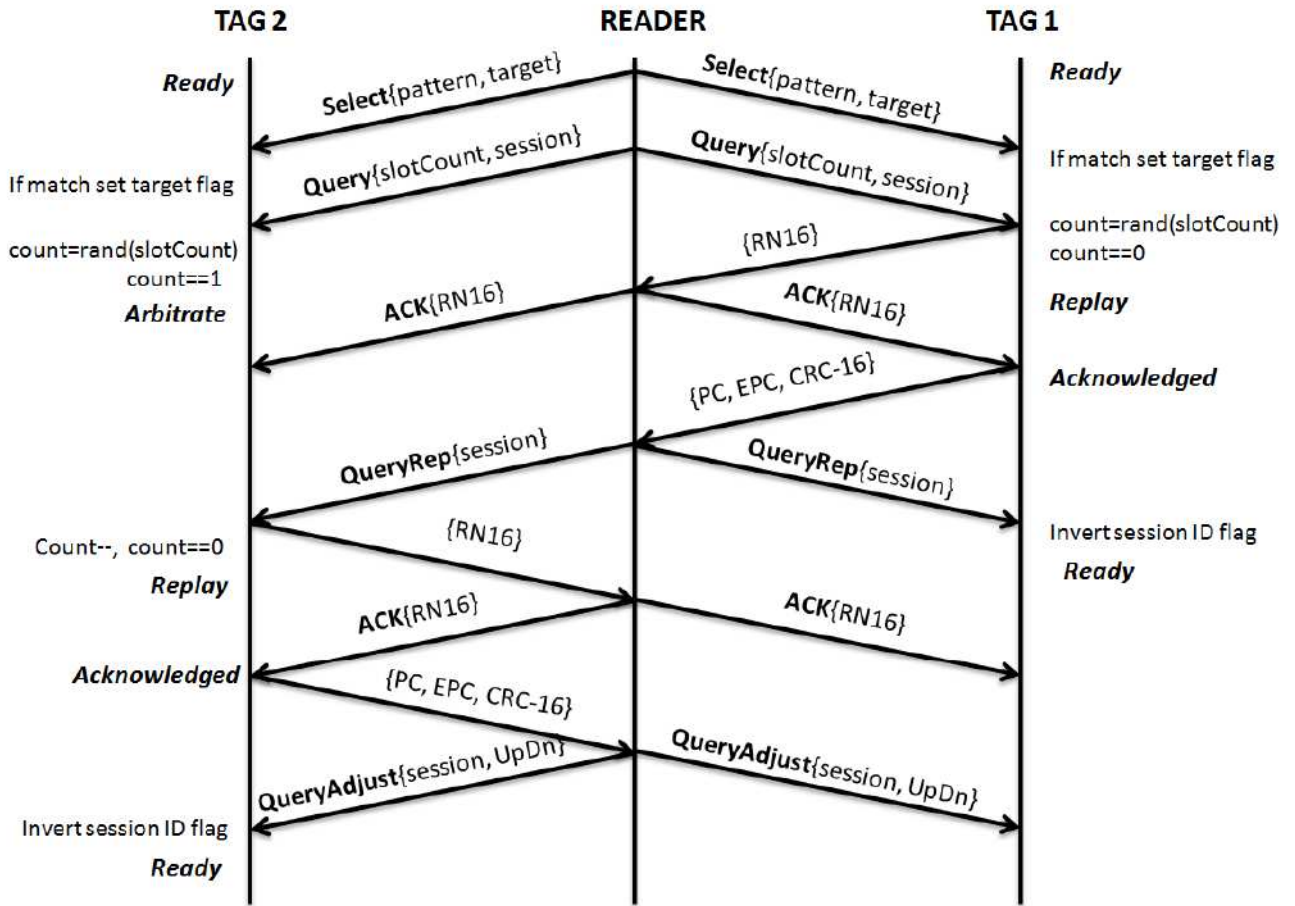 TAG 2 READER TAG 1
Ready
Select{pattern, target}
Select{pattern, target}
Ready
If match set target flag
Query{slotCount, session}
Query{slotCount, session}
If match set target flag
count=rand(slotCount)
count==1
Arbitrate
{RN16}
count=rand(slotCount)
count==0
ACK{RN16}
ACK{RN16}
Replay
{PC, EPC, CRC-16}
Acknowledged
QueryRep{session}
QueryRep{session}
Count--, count==0
Replay
{RN16}
Invert session ID flag
Ready
ACK{RN16}
ACK{RN16}
Acknowledged
{PC, EPC, CRC-16}
QueryAdjust{session, UpDn}
QueryAdjust{session, UpDn}
Invert session ID flag
Ready